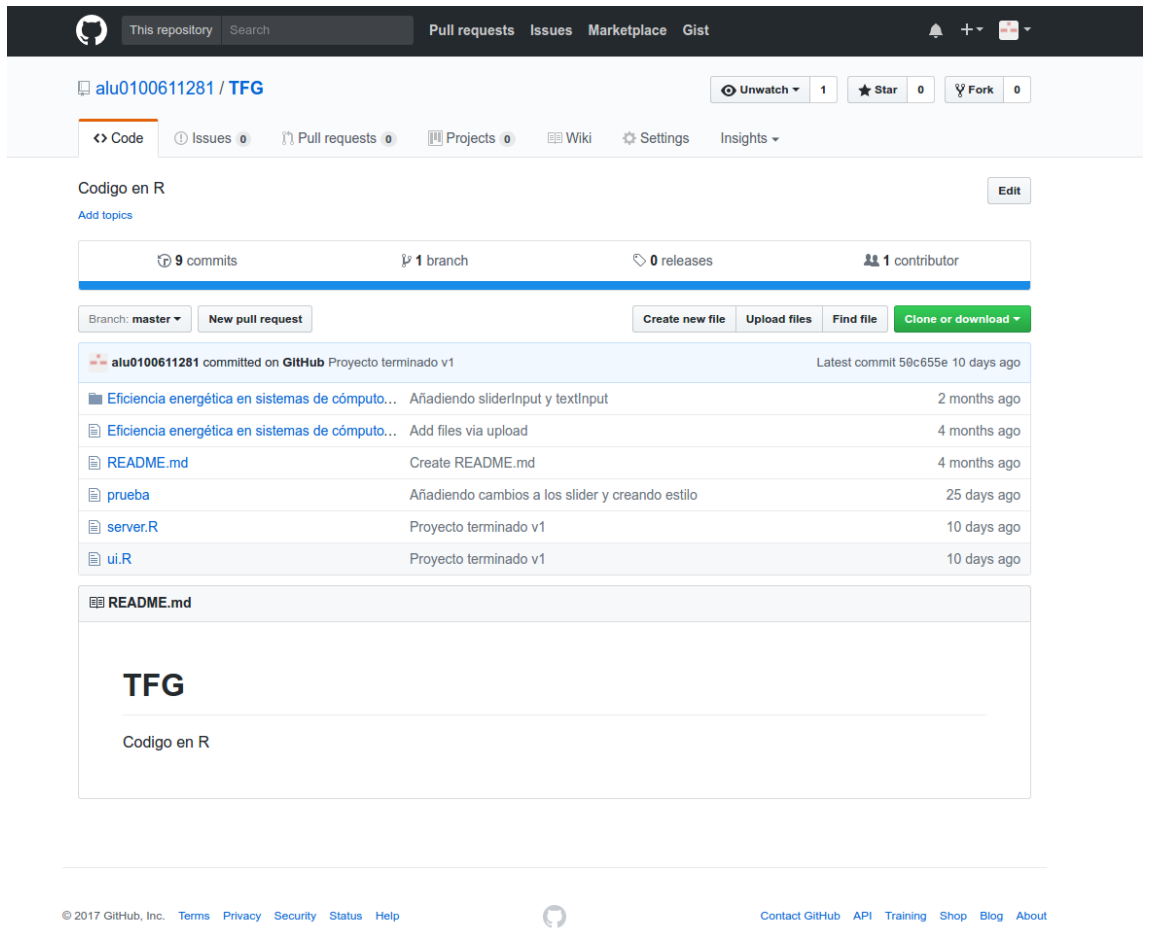 This repository Search Pull requests Issues Marketplace Gist
alu0100611281 / TFG Unwatch 1 Star 0 Fork 0
<> Code Issues 0 Pull requests 0 Projects 0 Wiki Settings Insights
Codigo en R Edit
Add topics
9 commits 1 branch 0 releases 1 contributor
Branch: master New pull request Create new file Upload files Find file Clone or download
alu0100611281 committed on GitHub Proyecto terminado v1 Latest commit 50c655e 10 days ago
Eficiencia energética en sistemas de cómputo... Añadiendo sliderInput y textInput 2 months ago
Eficiencia energética en sistemas de cómputo... Add files via upload 4 months ago
README.md Create README.md 4 months ago
prueba Añadiendo cambios a los slider y creando estilo 25 days ago
server.R Proyecto terminado v1 10 days ago
ui.R Proyecto terminado v1 10 days ago
README.md
TFG
Codigo en R
© 2017 GitHub, Inc. Terms Privacy Security Status Help Contact GitHub API Training Shop Blog About